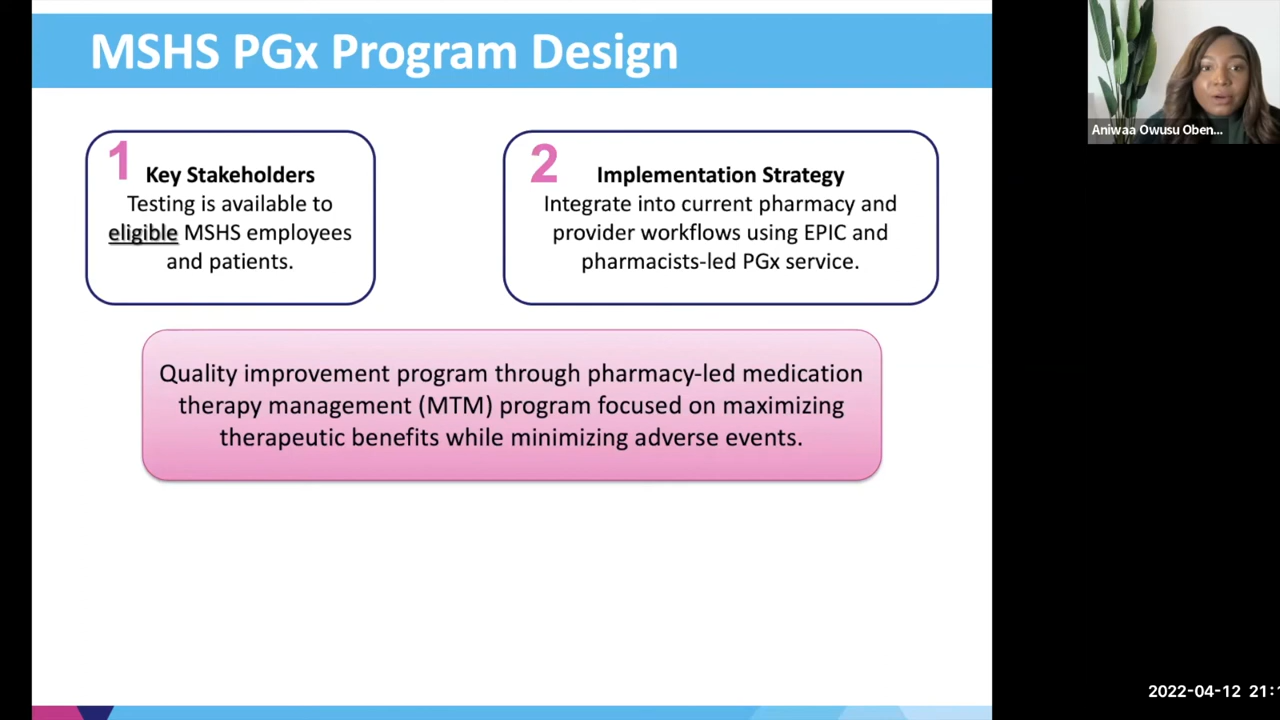 MSHS PGx Program Design
1
Key Stakeholders
Testing is available to
eligible MSHS employees
and patients.
2
Implementation Strategy
Integrate into current pharmacy and
provider workflows using EPIC and
pharmacists-led PGx service.
Quality improvement program through pharmacy-led medication
therapy management (MTM) program focused on maximizing
therapeutic benefits while minimizing adverse events.
Aniwaa Owusu Oben...
2022-04-12 21: